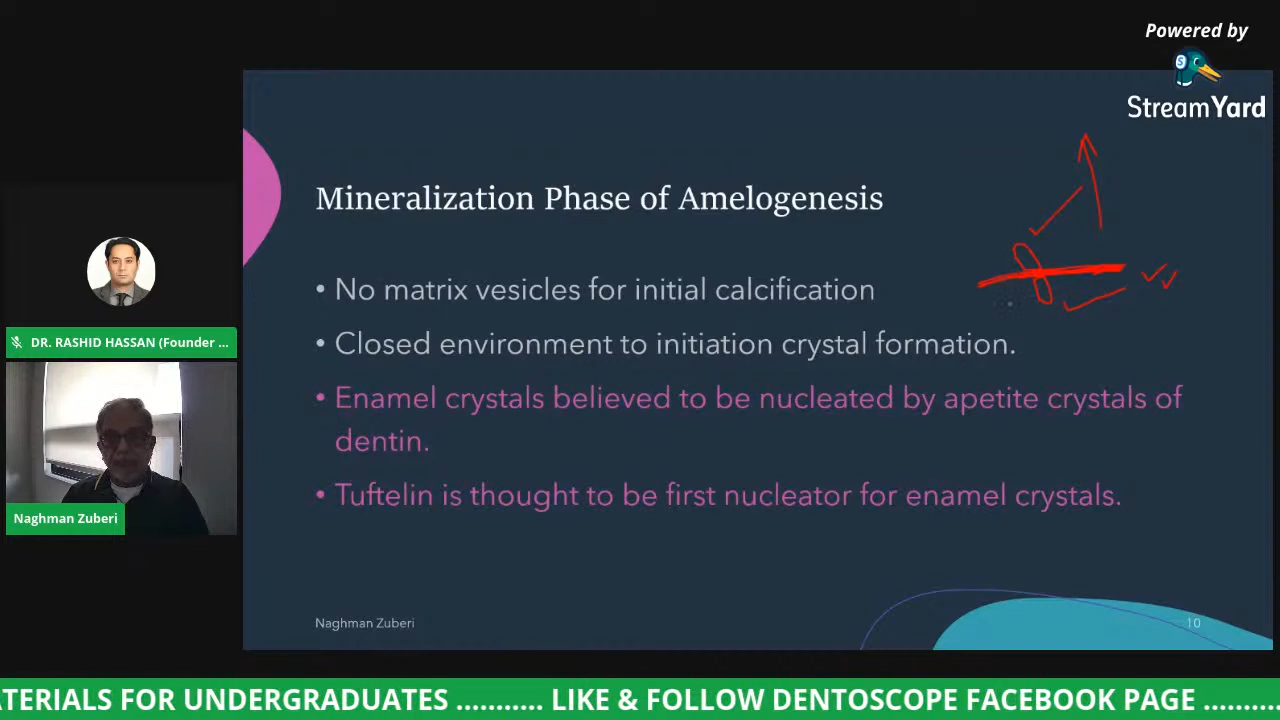 Powered by
StreamYard
Mineralization Phase of Amelogenesis
• No matrix vesicles for initial calcification
• Closed environment to initiation crystal formation.
• Enamel crystals believed to be nucleated by apetite crystals of
dentin.
• Tuftelin is thought to be first nucleator for enamel crystals.
DR. RASHID HASSAN (Founder ...
Naghman Zuberi
Naghman Zuberi
10
ATERIALS FOR UNDERGRADUATES .......... LIKE & FOLLOW DENTOSCOPE FACEBOOK PAGE ..........